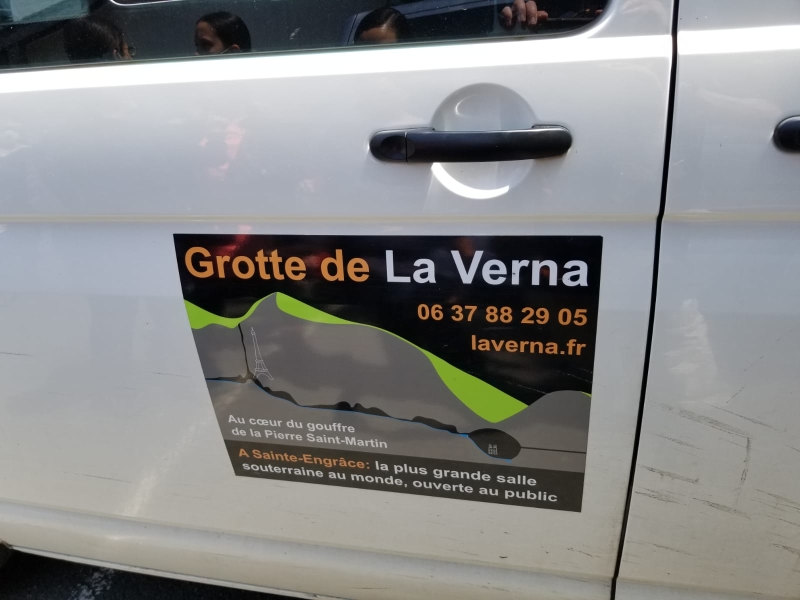 Grotte de La Verna
06 37 88 29 05
laverna.fr
Au cœur du gouffre
de la Pierre Saint-Martin
A Sainte-Engrâce: la plus grande salle
souterraine au monde, ouverte au public